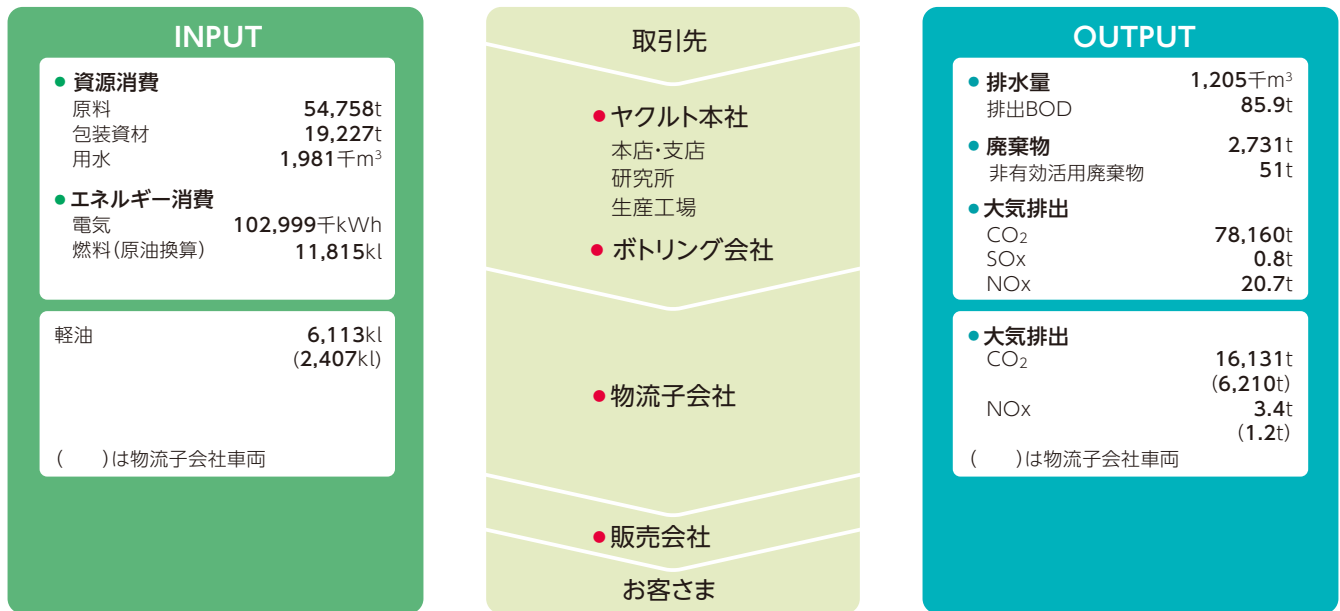 INPUT
● 資源消費
原料 54,758t
包装資材 19,227t
用水 1,981千m³
● エネルギー消費
電気 102,999千kWh
燃料(原油換算) 11,815kl
軽油 6,113kl
(2,407kl)
( )は物流子会社車両
取引先
● ヤクルト本社
本店・支店
研究所
生産工場
● ボトリング会社
● 物流子会社
● 販売会社
お客さま
OUTPUT
● 排水量 1,205千m³
排出BOD 85.9t
● 廃棄物 2,731t
非有効活用廃棄物 51t
● 大気排出
CO₂ 78,160t
SOx 0.8t
NOx 20.7t
● 大気排出
CO₂ 16,131t
(6,210t)
NOx 3.4t
(1.2t)
( )は物流子会社車両